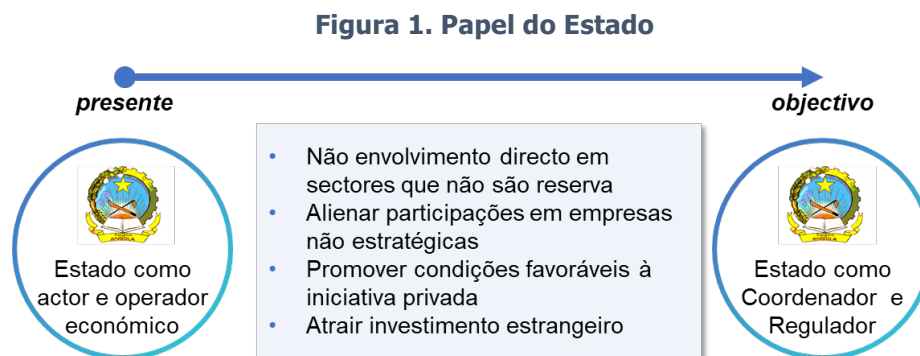 Figura 1. Papel do Estado
presente
objectivo
Estado como
actor e operador
económico
• Não envolvimento directo em
sectores que não são reserva
• Alienar participações em empresas
não estratégicas
• Promover condições favoráveis à
iniciativa privada
• Atrair investimento estrangeiro
Estado como
Coordenador e
Regulador